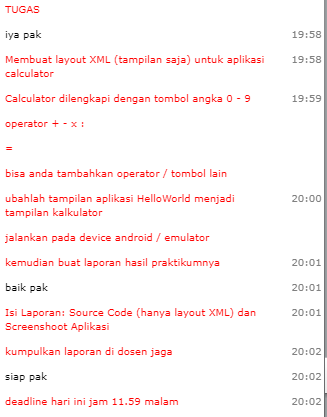 TUGAS
iya pak 19:58
Membuat layout XML (tampilan saja) untuk aplikasi 19:58
calculator
Calculator dilengkapi dengan tombol angka 0 - 9 19:59
operator + - x :
=
bisa anda tambahkan operator / tombol lain
ubahlah tampilan aplikasi HelloWorld menjadi 20:00
tampilan kalkulator
jalankan pada device android / emulator
kemudian buat laporan hasil praktikumnya 20:01
baik pak 20:01
Isi Laporan: Source Code (hanya layout XML) dan 20:01
Screenshoot Aplikasi
kumpulkan laporan di dosen jaga 20:02
siap pak 20:02
deadline hari ini jam 11.59 malam 20:02